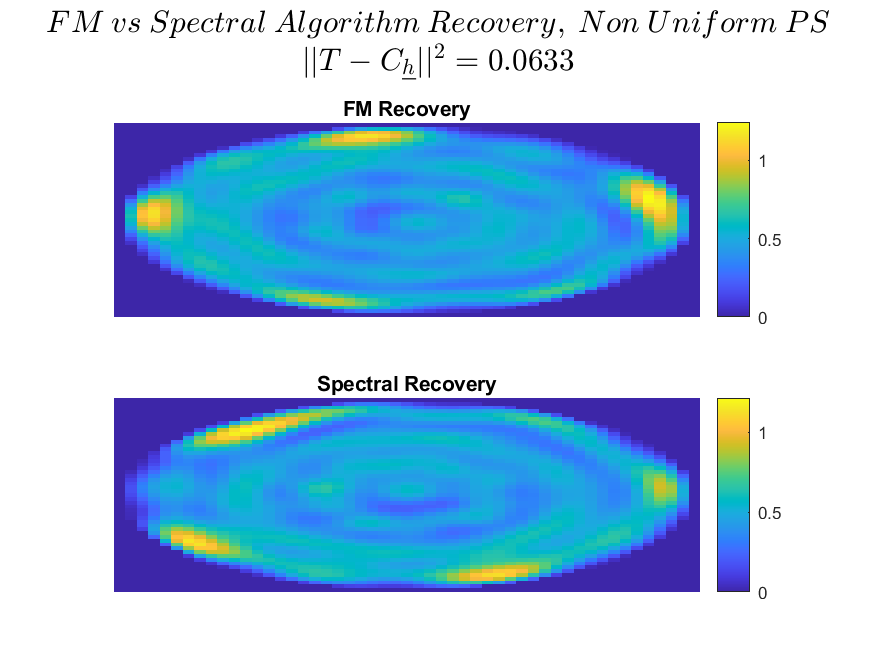 FM vs Spectral Algorithm Recovery, Non Uniform PS
||T − C_h||² = 0.0633
FM Recovery
1
0.5
0
Spectral Recovery
1
0.5
0